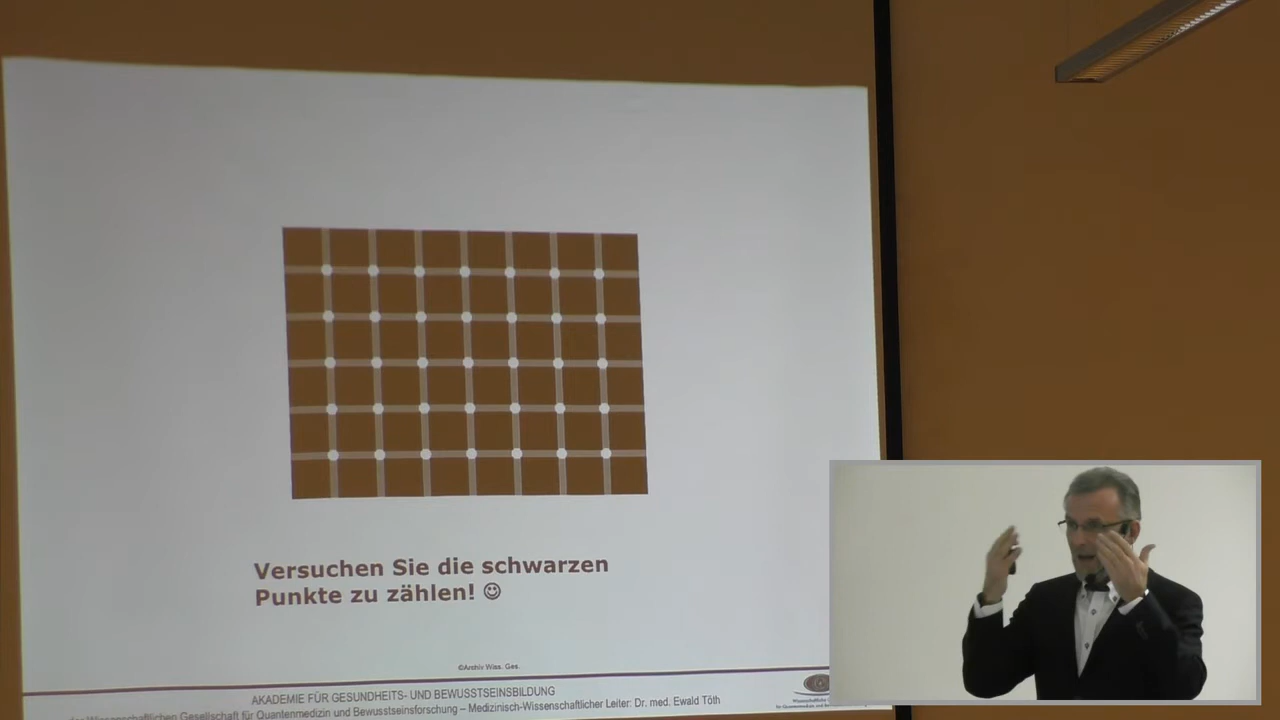 Versuchen Sie die schwarzen
Punkte zu zählen! ☺
©Archiv Wiss. Ges.
AKADEMIE FÜR GESUNDHEITS- UND BEWUSSTSEINSBILDUNG
der Wissenschaftlichen Gesellschaft für Quantenmedizin und Bewusstseinsforschung – Medizinisch-Wissenschaftlicher Leiter: Dr. med. Ewald Töth